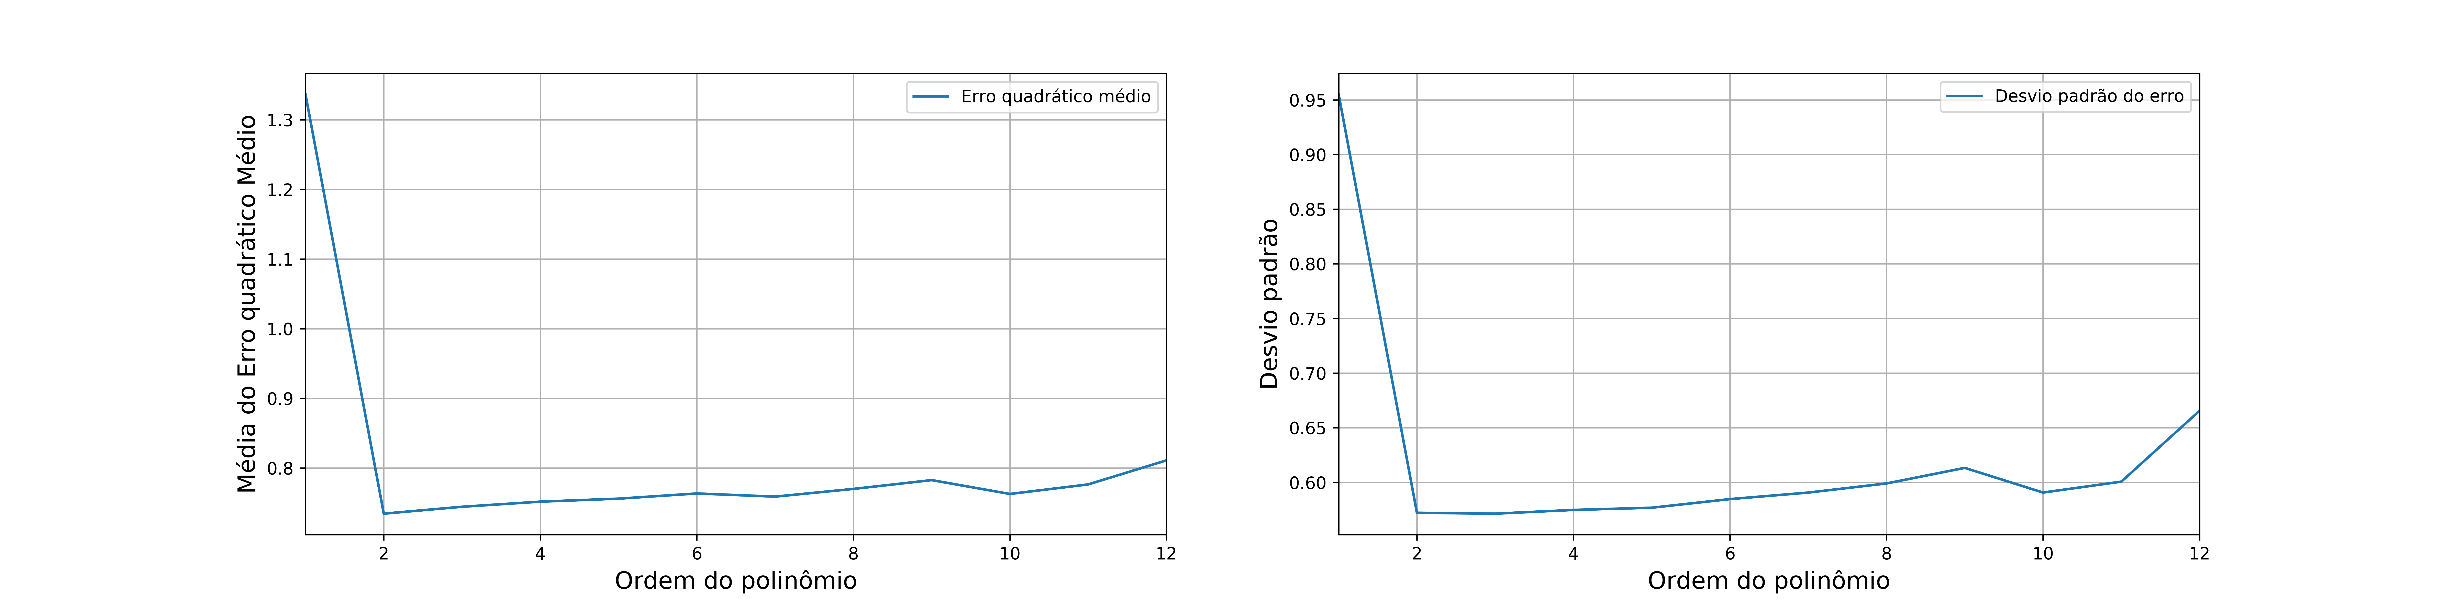 Média do Erro quadrático Médio
1.3
1.2
1.1
1.0
0.9
0.8
Erro quadrático médio
2 4 6 8 10 12
Ordem do polinômio
Desvio padrão
0.95
0.90
0.85
0.80
0.75
0.70
0.65
0.60
Desvio padrão do erro
2 4 6 8 10 12
Ordem do polinômio